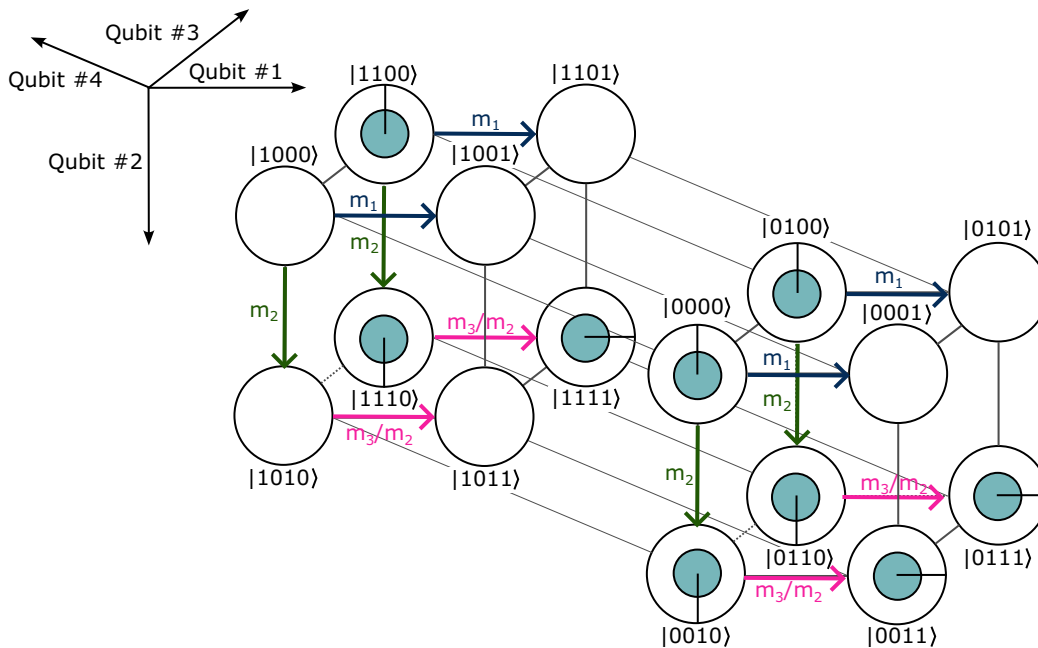 Qubit #3
Qubit #4
Qubit #1
Qubit #2
|1100⟩
|1101⟩
m1
|1000⟩
|1001⟩
m1
m2
|0100⟩
|0101⟩
m1
m2
|0000⟩
|0001⟩
m3/m2
m1
|1110⟩
|1111⟩
m2
m3/m2
|1010⟩
|1011⟩
m2
m3/m2
|0110⟩
|0111⟩
m3/m2
|0010⟩
|0011⟩